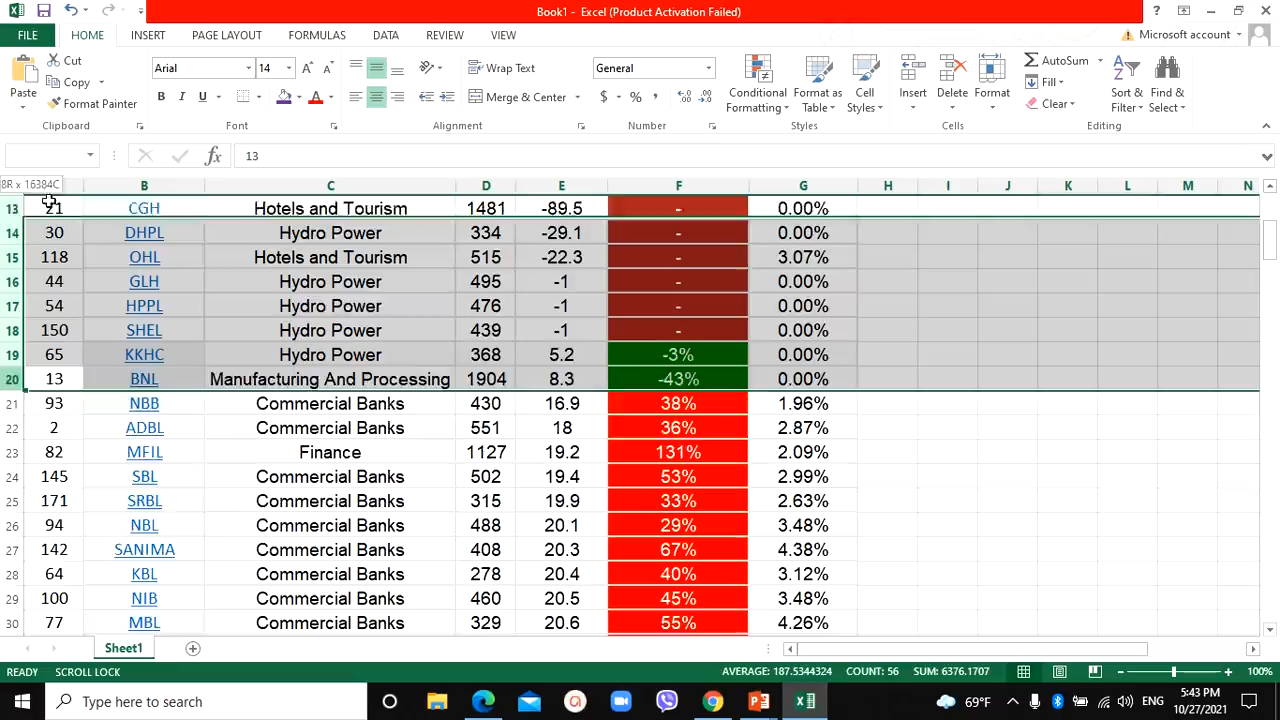 Book1 - Excel (Product Activation Failed)
FILE HOME INSERT PAGE LAYOUT FORMULAS DATA REVIEW VIEW Microsoft account
Cut Arial 14 Wrap Text General AutoSum
Copy Fill
Paste Format Painter B I U Merge & Center $ % , Conditional Formatting Format as Table Cell Styles Insert Delete Format Clear Sort & Filter Find & Select
Clipboard Font Alignment Number Styles Cells Editing
fx 13
8R x 16384C B C D E F G H I J K L M N
13 21 CGH Hotels and Tourism 1481 -89.5 - 0.00%
14 30 DHPL Hydro Power 334 -29.1 - 0.00%
15 118 OHL Hotels and Tourism 515 -22.3 - 3.07%
16 44 GLH Hydro Power 495 -1 - 0.00%
17 54 HPPL Hydro Power 476 -1 - 0.00%
18 150 SHEL Hydro Power 439 -1 - 0.00%
19 65 KKHC Hydro Power 368 5.2 -3% 0.00%
20 13 BNL Manufacturing And Processing 1904 8.3 -43% 0.00%
21 93 NBB Commercial Banks 430 16.9 38% 1.96%
22 2 ADBL Commercial Banks 551 18 36% 2.87%
23 82 MFIL Finance 1127 19.2 131% 2.09%
24 145 SBL Commercial Banks 502 19.4 53% 2.99%
25 171 SRBL Commercial Banks 315 19.9 33% 2.63%
26 94 NBL Commercial Banks 488 20.1 29% 3.48%
27 142 SANIMA Commercial Banks 408 20.3 67% 4.38%
28 64 KBL Commercial Banks 278 20.4 40% 3.12%
29 100 NIB Commercial Banks 460 20.5 45% 3.48%
30 77 MBL Commercial Banks 329 20.6 55% 4.26%
Sheet1
READY SCROLL LOCK AVERAGE: 187.5344324 COUNT: 56 SUM: 6376.1707 100%
Type here to search 69°F ENG 5:43 PM
10/27/2021